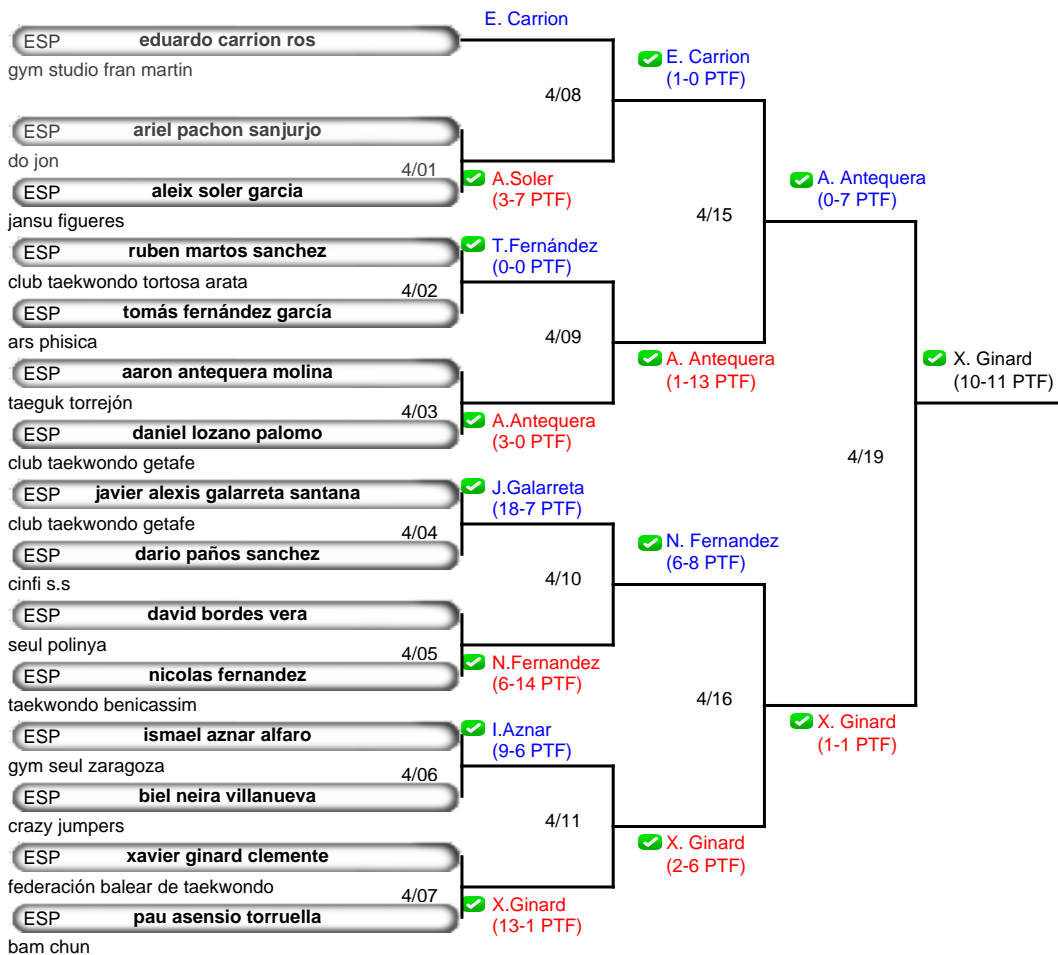 E. Carrion
ESP eduardo carrion ros
gym studio fran martin
E. Carrion
(1-0 PTF)
4/08
ESP ariel pachon sanjurjo
do jon
4/01
A.Soler
(3-7 PTF)
ESP aleix soler garcia
jansu figueres
A. Antequera
(0-7 PTF)
4/15
ESP ruben martos sanchez
T.Fernández
(0-0 PTF)
club taekwondo tortosa arata
4/02
ESP tomás fernández garcía
ars phisica
4/09
A. Antequera
(1-13 PTF)
X. Ginard
(10-11 PTF)
ESP aaron antequera molina
taeguk torrejón
4/03
A.Antequera
(3-0 PTF)
ESP daniel lozano palomo
club taekwondo getafe
4/19
ESP javier alexis galarreta santana
J.Galarreta
(18-7 PTF)
club taekwondo getafe
4/04
ESP dario paños sanchez
cinfi s.s
N. Fernandez
(6-8 PTF)
4/10
ESP david bordes vera
seul polinya
4/05
N.Fernandez
(6-14 PTF)
ESP nicolas fernandez
taekwondo benicassim
4/16
X. Ginard
(1-1 PTF)
ESP ismael aznar alfaro
I.Aznar
(9-6 PTF)
gym seul zaragoza
4/06
ESP biel neira villanueva
crazy jumpers
4/11
X. Ginard
(2-6 PTF)
ESP xavier ginard clemente
federación balear de taekwondo
4/07
X.Ginard
(13-1 PTF)
ESP pau asensio torruella
bam chun